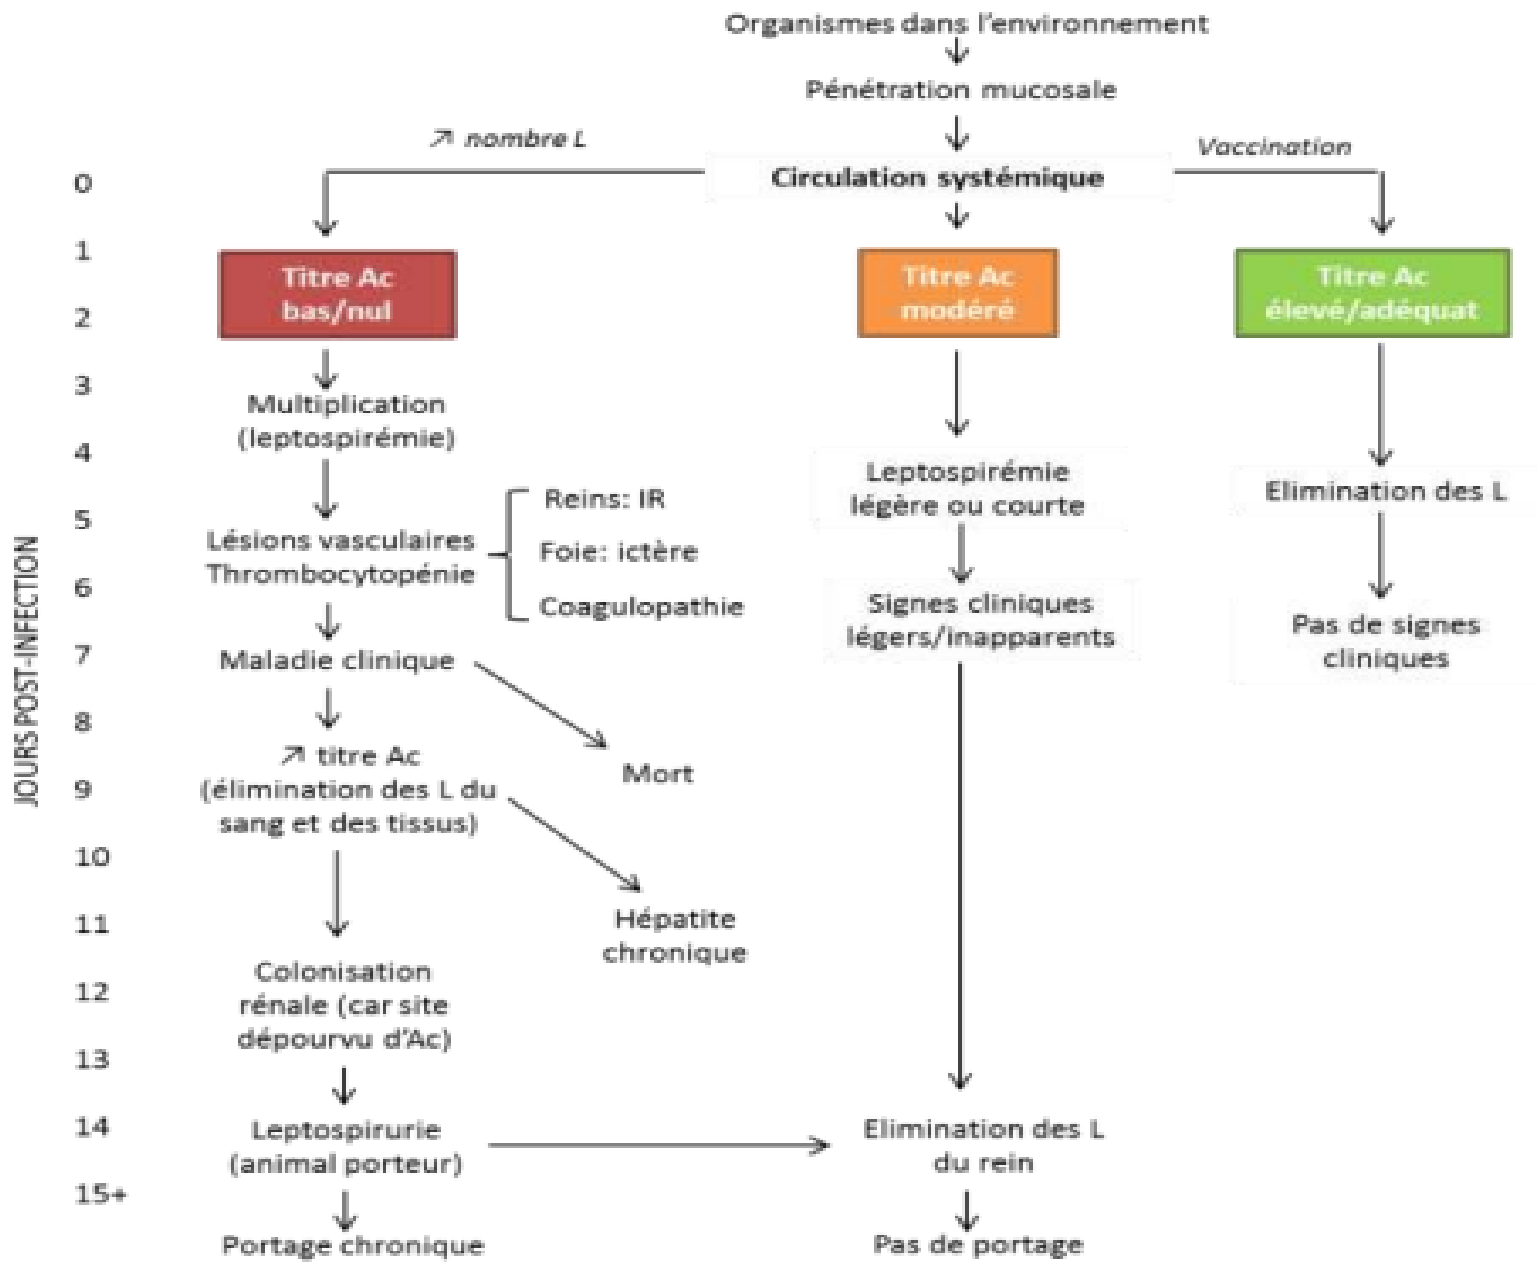 Organismes dans l'environnement
Pénétration mucosale
↗ nombre L
Vaccination
Circulation systémique
JOURS POST-INFECTION
0
1
2
3
4
5
6
7
8
9
10
11
12
13
14
15+
Titre Ac
bas/nul
Multiplication
(leptospirémie)
Lésions vasculaires
Thrombocytopénie
Reins: IR
Foie: ictère
Coagulopathie
Maladie clinique
Mort
↗ titre Ac
(élimination des L du
sang et des tissus)
Hépatite
chronique
Colonisation
rénale (car site
dépourvu d'Ac)
Leptospirurie
(animal porteur)
Portage chronique
Titre Ac
modéré
Leptospirémie
légère ou courte
Signes cliniques
légers/inapparents
Elimination des L
du rein
Pas de portage
Titre Ac
élevé/adéquat
Elimination des L
Pas de signes
cliniques